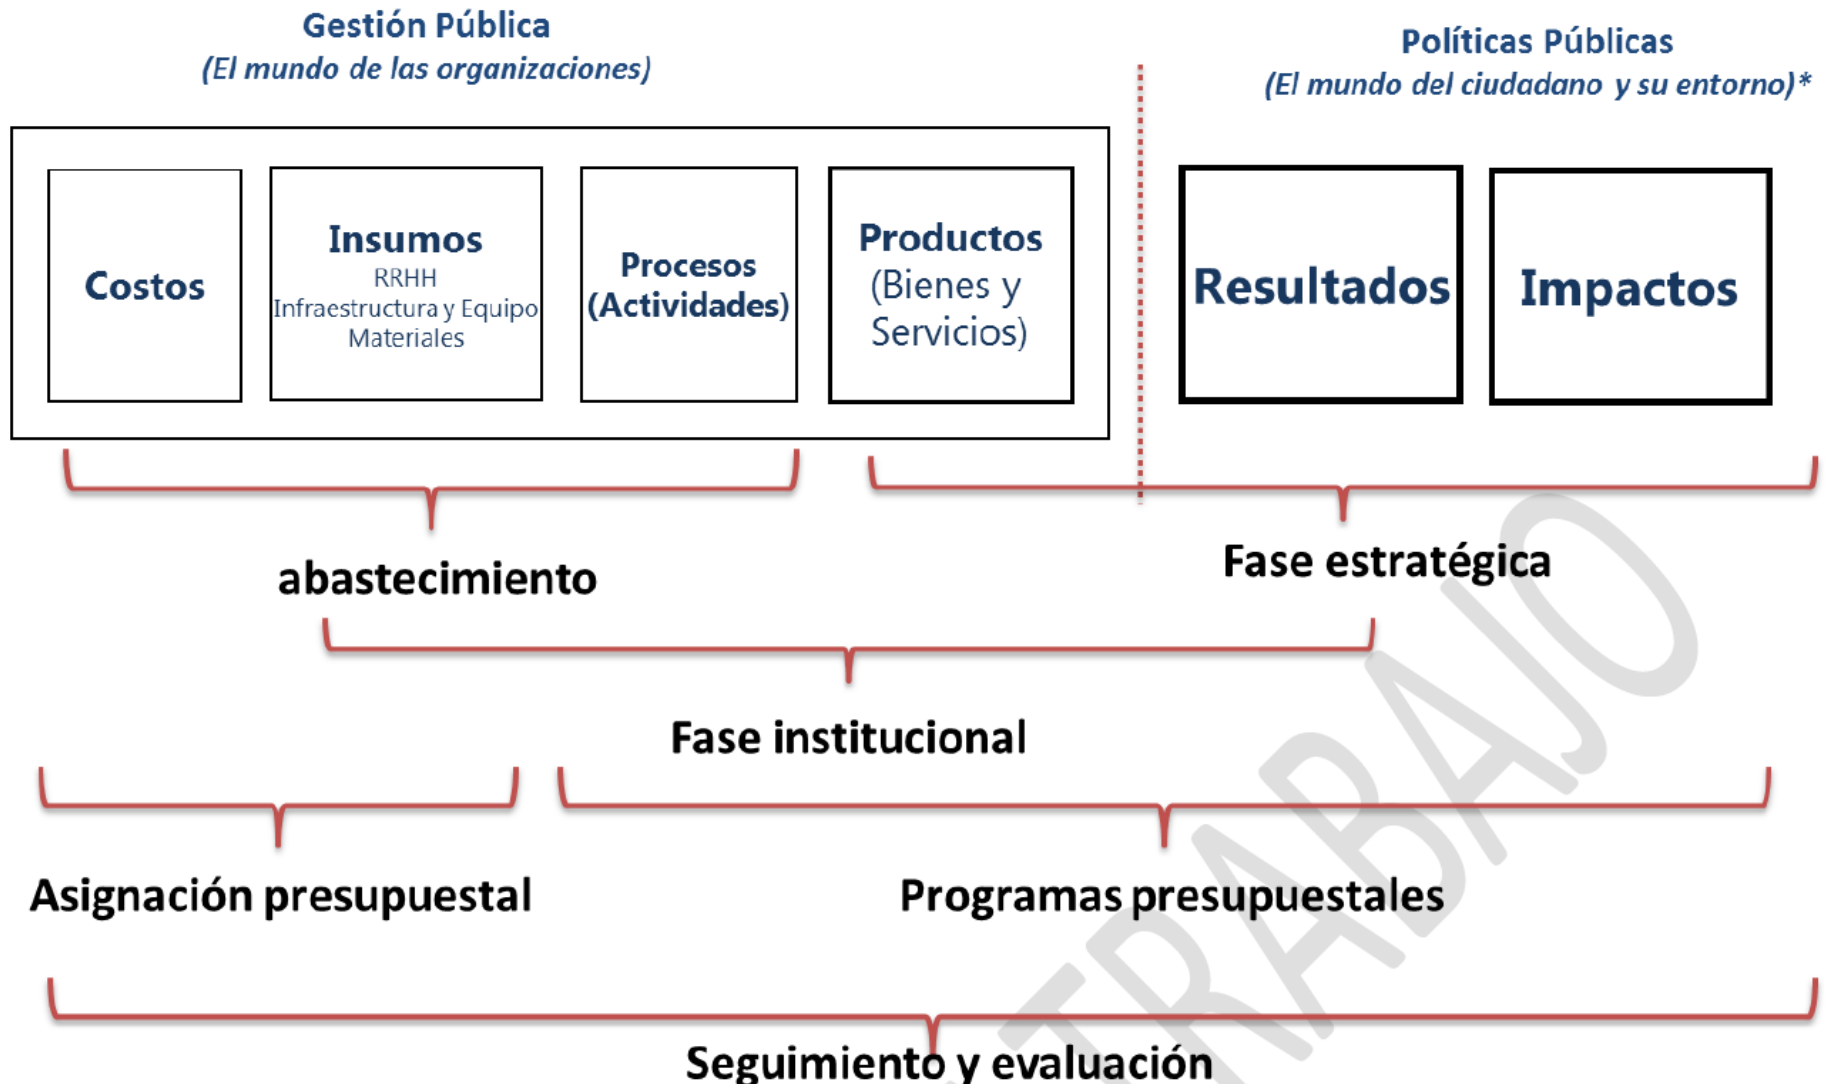 Gestión Pública
(El mundo de las organizaciones)
Políticas Públicas
(El mundo del ciudadano y su entorno)*
Costos
Insumos
RRHH
Infraestructura y Equipo
Materiales
Procesos
(Actividades)
Productos
(Bienes y
Servicios)
Resultados
Impactos
abastecimiento
Fase estratégica
Fase institucional
Asignación presupuestal
Programas presupuestales
Seguimiento y evaluación
TRABAJO